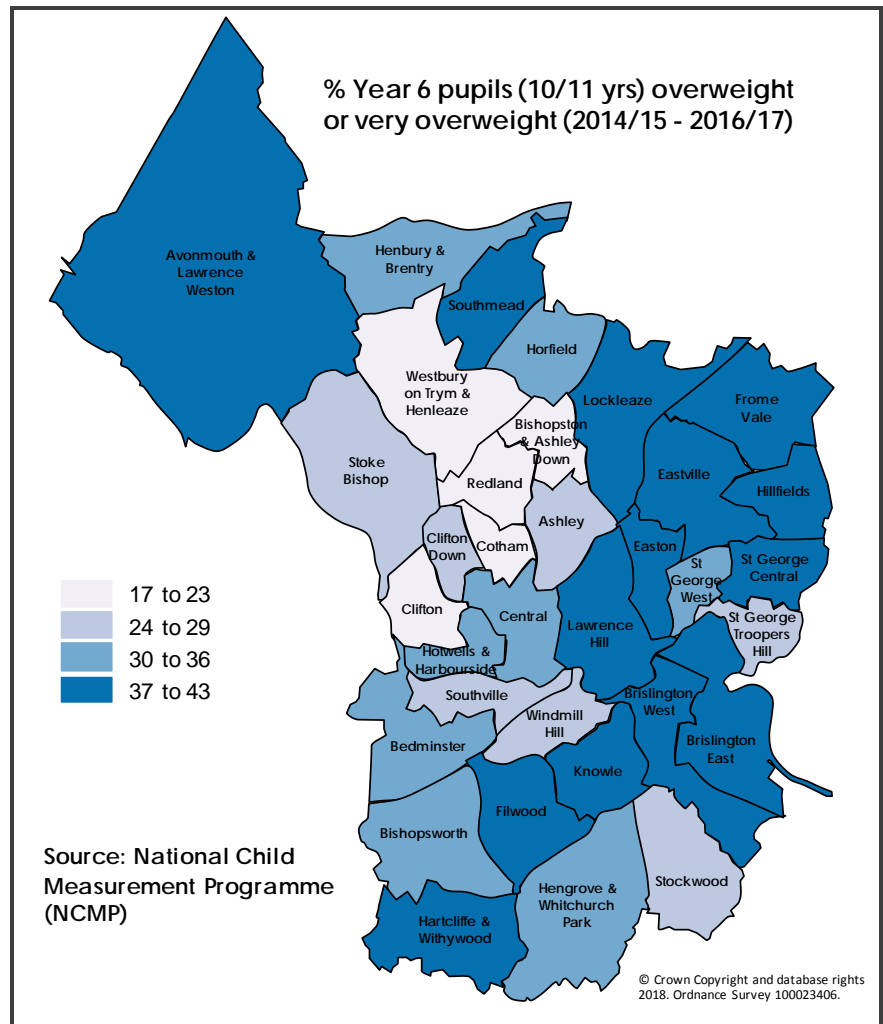 % Year 6 pupils (10/11 yrs) overweight
or very overweight (2014/15 - 2016/17)
Avonmouth &
Lawrence
Weston
Henbury &
Brentry
Southmead
Horfield
Westbury
on Trym &
Henleaze
Lockleaze
Frome
Vale
Bishopston
& Ashley
Down
Stoke
Bishop
Redland
Eastville
Hillfields
Ashley
Clifton
Down
Cotham
Easton
St
George
West
St George
Central
Clifton
Central
Lawrence
Hill
St George
Troopers
Hill
Hotwells &
Harbourside
Southville
Windmill
Hill
Brislington
West
Brislington
East
Bedminster
Knowle
Filwood
Bishopsworth
Stockwood
Hengrove &
Whitchurch
Park
Hartcliffe &
Withywood
17 to 23
24 to 29
30 to 36
37 to 43
Source: National Child
Measurement Programme
(NCMP)
© Crown Copyright and database rights
2018. Ordnance Survey 100023406.